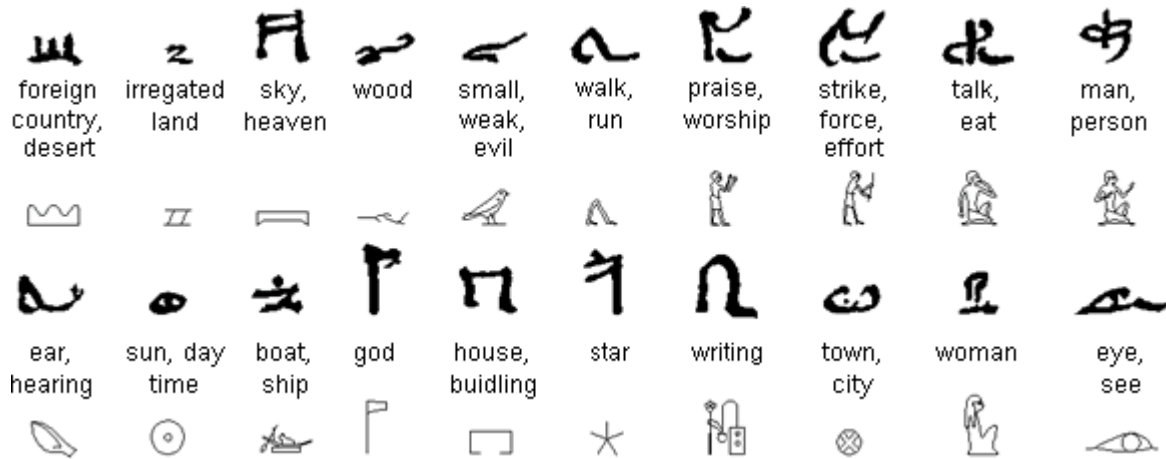 foreign irregated sky, wood small, walk, praise, strike, talk, man,
country, land heaven weak, run worship force, eat person
desert evil effort
ear, sun, day boat, god house, star writing town, woman eye,
hearing time ship buidling city see